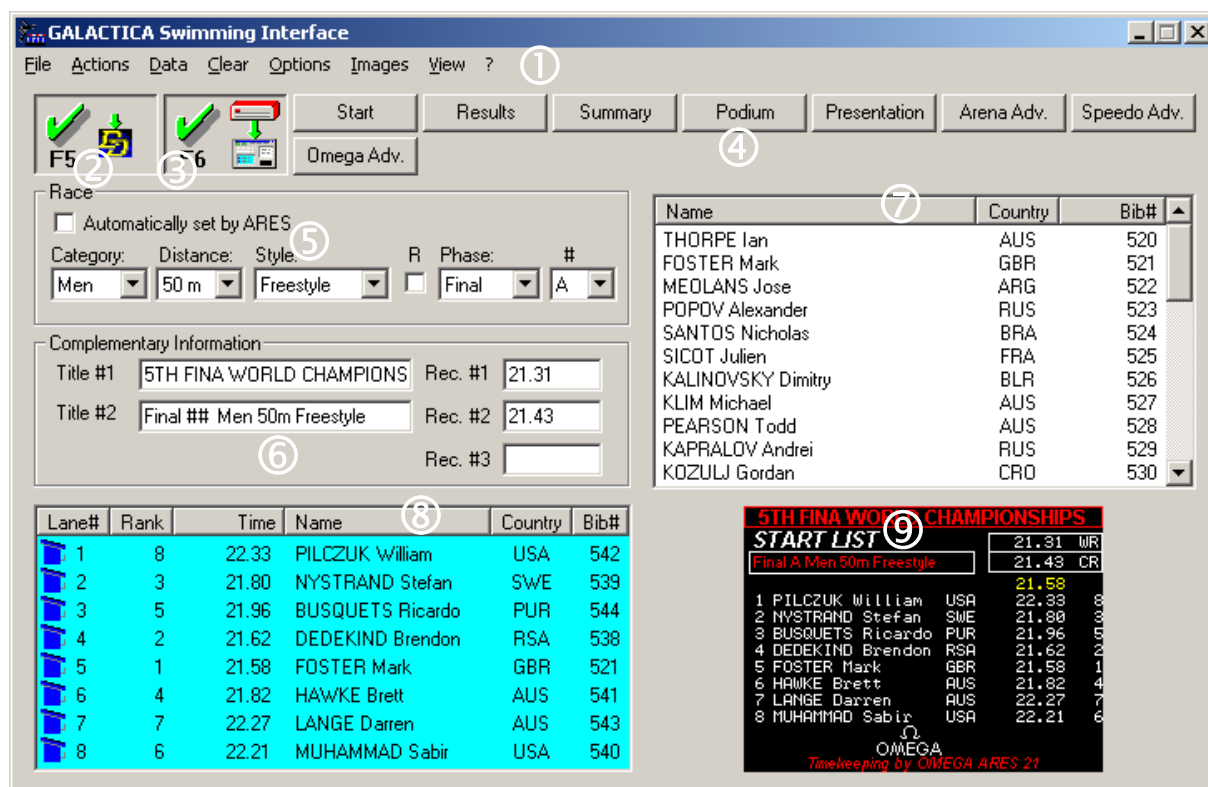 GALACTICA Swimming Interface
File Actions Data Clear Options Images View ? ①
Start Results Summary Podium Presentation Arena Adv. Speedo Adv.
F5 ② F6 ③ Omega Adv. ④
Race
Automatically set by ARES ⑤
Category: Distance: Style: R Phase: #
Men 50 m Freestyle Final A
Complementary Information
Title #1 5TH FINA WORLD CHAMPIONS Rec. #1 21.31
Title #2 Final ## Men 50m Freestyle Rec. #2 21.43
⑥ Rec. #3
Name ⑦ Country Bib#
THORPE Ian AUS 520
FOSTER Mark GBR 521
MEOLANS Jose ARG 522
POPOV Alexander RUS 523
SANTOS Nicholas BRA 524
SICOT Julien FRA 525
KALINOVSKY Dimitry BLR 526
KLIM Michael AUS 527
PEARSON Todd AUS 528
KAPRALOV Andrei RUS 529
KOZULJ Gordan CRO 530
Lane# Rank Time Name ⑧ Country Bib#
1 8 22.33 PILCZUK William USA 542
2 3 21.80 NYSTRAND Stefan SWE 539
3 5 21.96 BUSQUETS Ricardo PUR 544
4 2 21.62 DEDEKIND Brendon RSA 538
5 1 21.58 FOSTER Mark GBR 521
6 4 21.82 HAWKE Brett AUS 541
7 7 22.27 LANGE Darren AUS 543
8 6 22.21 MUHAMMAD Sabir USA 540
5TH FINA WORLD CHAMPIONSHIPS
START LIST ⑨ 21.31 WR
Final A Men 50m Freestyle 21.43 CR
21.58
1 PILCZUK William USA 22.33 8
2 NYSTRAND Stefan SWE 21.80 3
3 BUSQUETS Ricardo PUR 21.96 5
4 DEDEKIND Brendon RSA 21.62 2
5 FOSTER Mark GBR 21.58 1
6 HAWKE Brett AUS 21.82 4
7 LANGE Darren AUS 22.27 7
8 MUHAMMAD Sabir USA 22.21 6
Ω
OMEGA
Timekeeping by OMEGA ARES 21